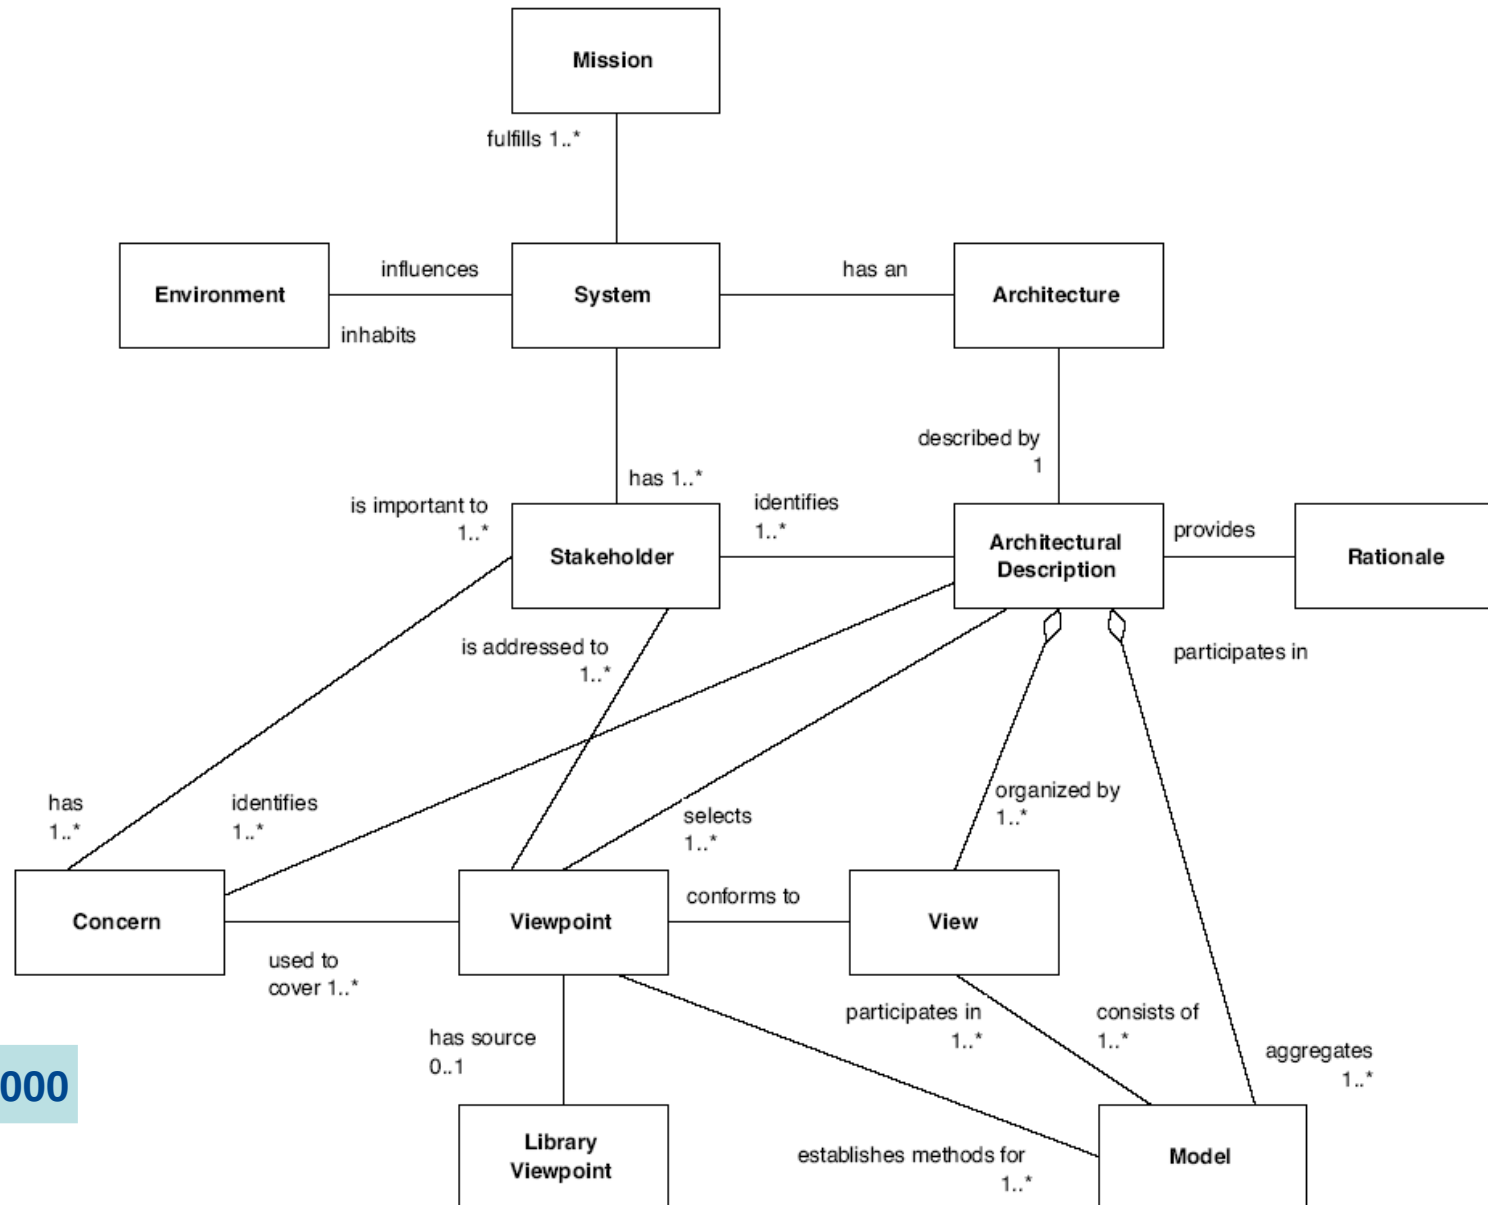 Mission
fulfills 1..*
influences
has an
Environment
System
Architecture
inhabits
described by
1
has 1..*
is important to
1..*
identifies
1..*
Stakeholder
Architectural
Description
provides
Rationale
is addressed to
1..*
participates in
has
1..*
identifies
1..*
selects
1..*
organized by
1..*
conforms to
Concern
Viewpoint
View
used to
cover 1..*
has source
0..1
participates in
1..*
consists of
1..*
aggregates
1..*
000
Library
Viewpoint
establishes methods for
1..*
Model